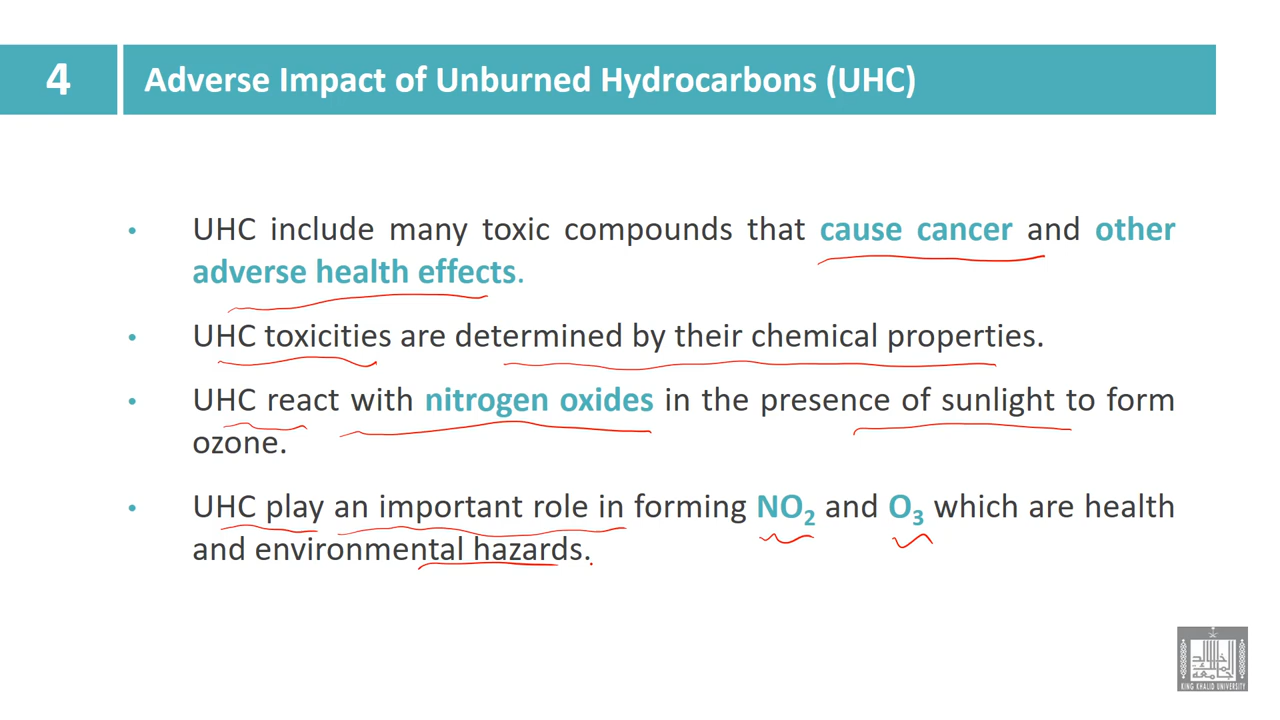 4
Adverse Impact of Unburned Hydrocarbons (UHC)
• UHC include many toxic compounds that cause cancer and other
adverse health effects.
• UHC toxicities are determined by their chemical properties.
• UHC react with nitrogen oxides in the presence of sunlight to form
ozone.
• UHC play an important role in forming NO₂ and O₃ which are health
and environmental hazards.
جامعة الملك خالد
KING KHALID UNIVERSITY